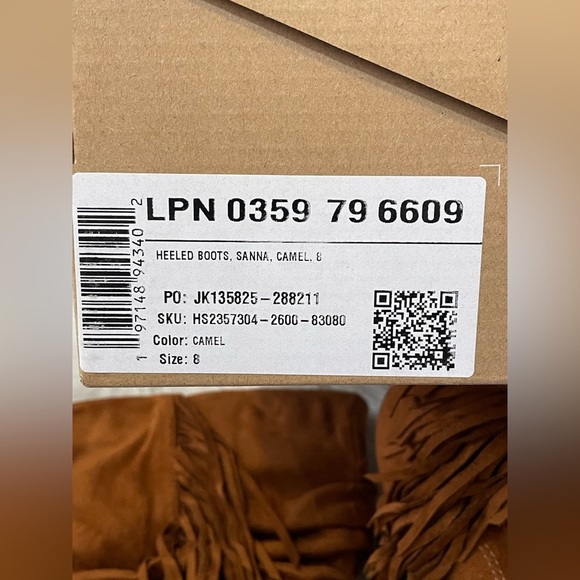 LPN 0359 79 6609
HEELED BOOTS, SANNA, CAMEL, 8
PO: JK135825-288211
SKU: HS2357304-2600-83080
Color: CAMEL
Size: 8
1 97148 94340 2